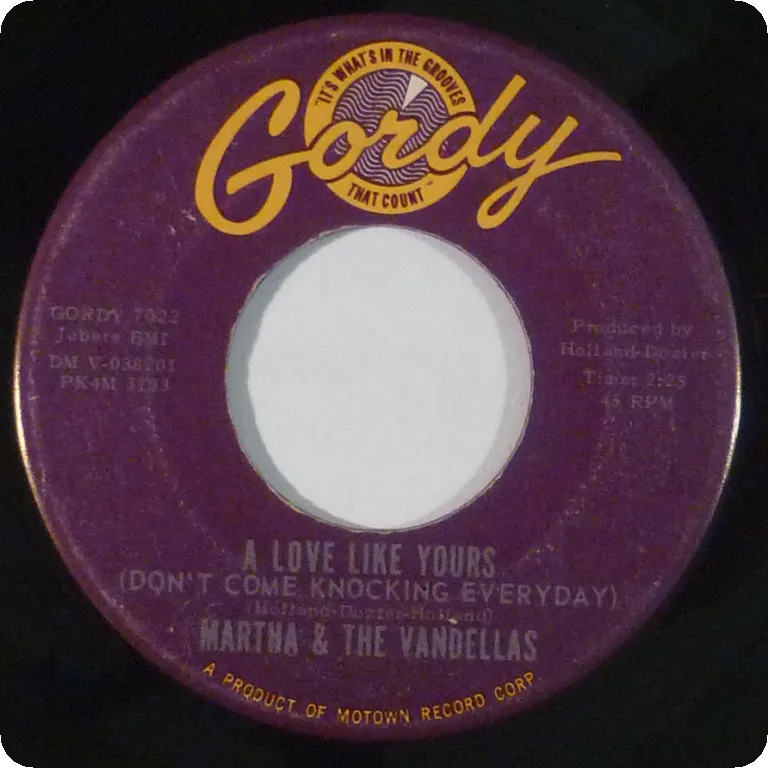 "IT'S WHAT'S IN THE GROOVES
Gordy
THAT COUNT"
GORDY 7022
Jobete BMI
DM V-038201
PK4M 3103
Produced by
Holland-Dozier
Time: 2:25
45 RPM
A LOVE LIKE YOURS
(DON'T COME KNOCKING EVERYDAY)
(Holland-Dozier-Holland)
MARTHA & THE VANDELLAS
A PRODUCT OF MOTOWN RECORD CORP